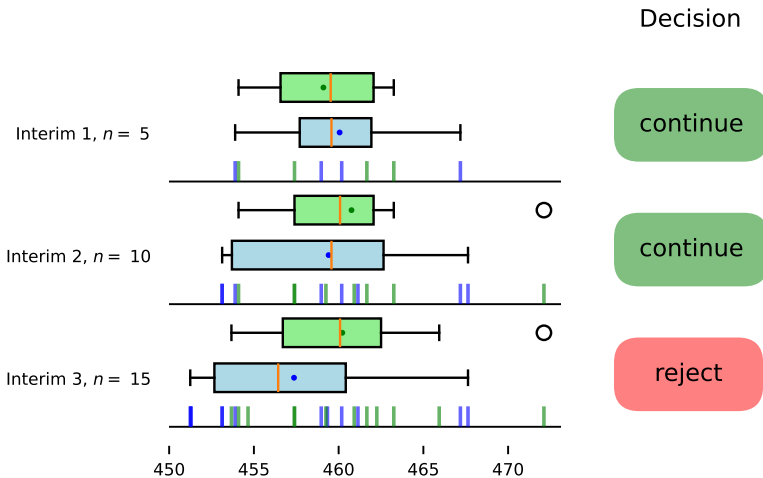 Decision
continue
Interim 1, n = 5
continue
Interim 2, n = 10
reject
Interim 3, n = 15
450 455 460 465 470